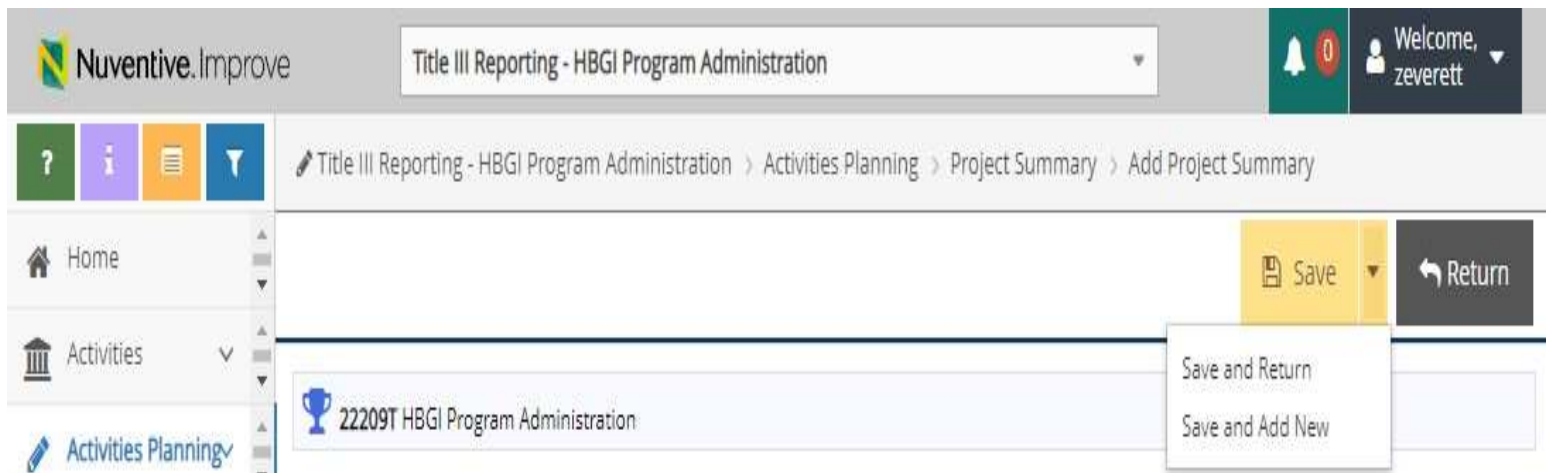 Nuventive.Improve
Title III Reporting - HBGI Program Administration
0
Welcome,
zeverett
?
i
Title III Reporting - HBGI Program Administration > Activities Planning > Project Summary > Add Project Summary
Home
Save
Return
Activities
Save and Return
22209T HBGI Program Administration
Save and Add New
Activities Planning